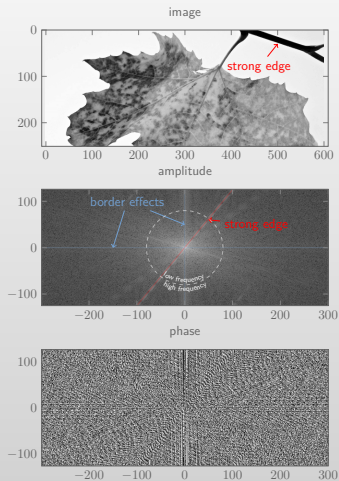 image
0
100
200
strong edge
0 100 200 300 400 500 600
amplitude
100
0
−100
border effects
strong edge
low frequency
high frequency
−200 −100 0 100 200 300
phase
100
0
−100
−200 −100 0 100 200 300